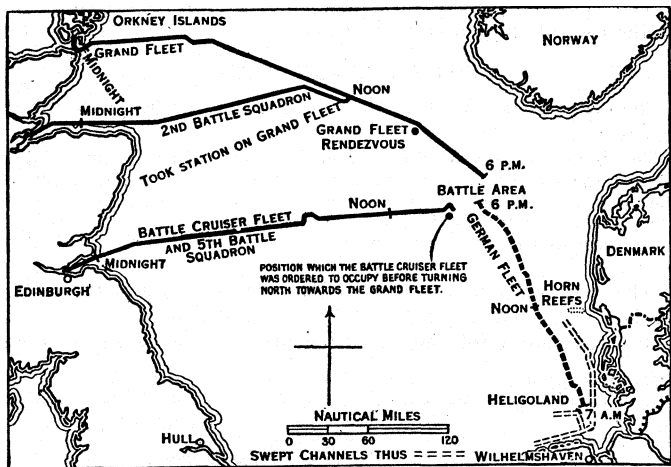 ORKNEY ISLANDS
GRAND FLEET
MIDNIGHT
NORWAY
NOON
MIDNIGHT
2ND BATTLE SQUADRON
TOOK STATION ON GRAND FLEET
GRAND FLEET
RENDEZVOUS
6 P.M.
BATTLE AREA
6 P.M.
NOON
BATTLE CRUISER FLEET
AND 5TH BATTLE
SQUADRON
MIDNIGHT
EDINBURGH
GERMAN FLEET
DENMARK
POSITION WHICH THE BATTLE CRUISER FLEET
WAS ORDERED TO OCCUPY BEFORE TURNING
NORTH TOWARDS THE GRAND FLEET.
HORN
REEFS
NOON
HELIGOLAND
7 A.M
NAUTICAL MILES
0 30 60 120
HULL
SWEPT CHANNELS THUS
WILHELMSHAVEN